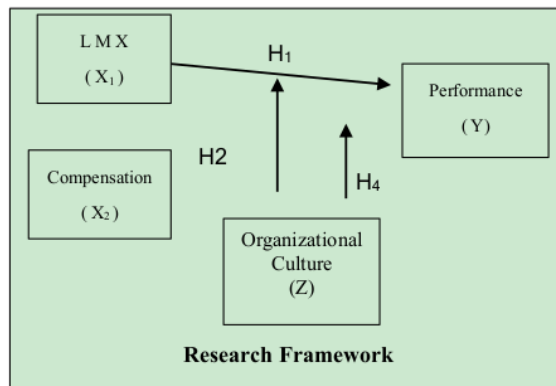 L M X
(X₁)
H₁
Performance
(Y)
Compensation
(X₂)
H2
H₄
Organizational
Culture
(Z)
Research Framework